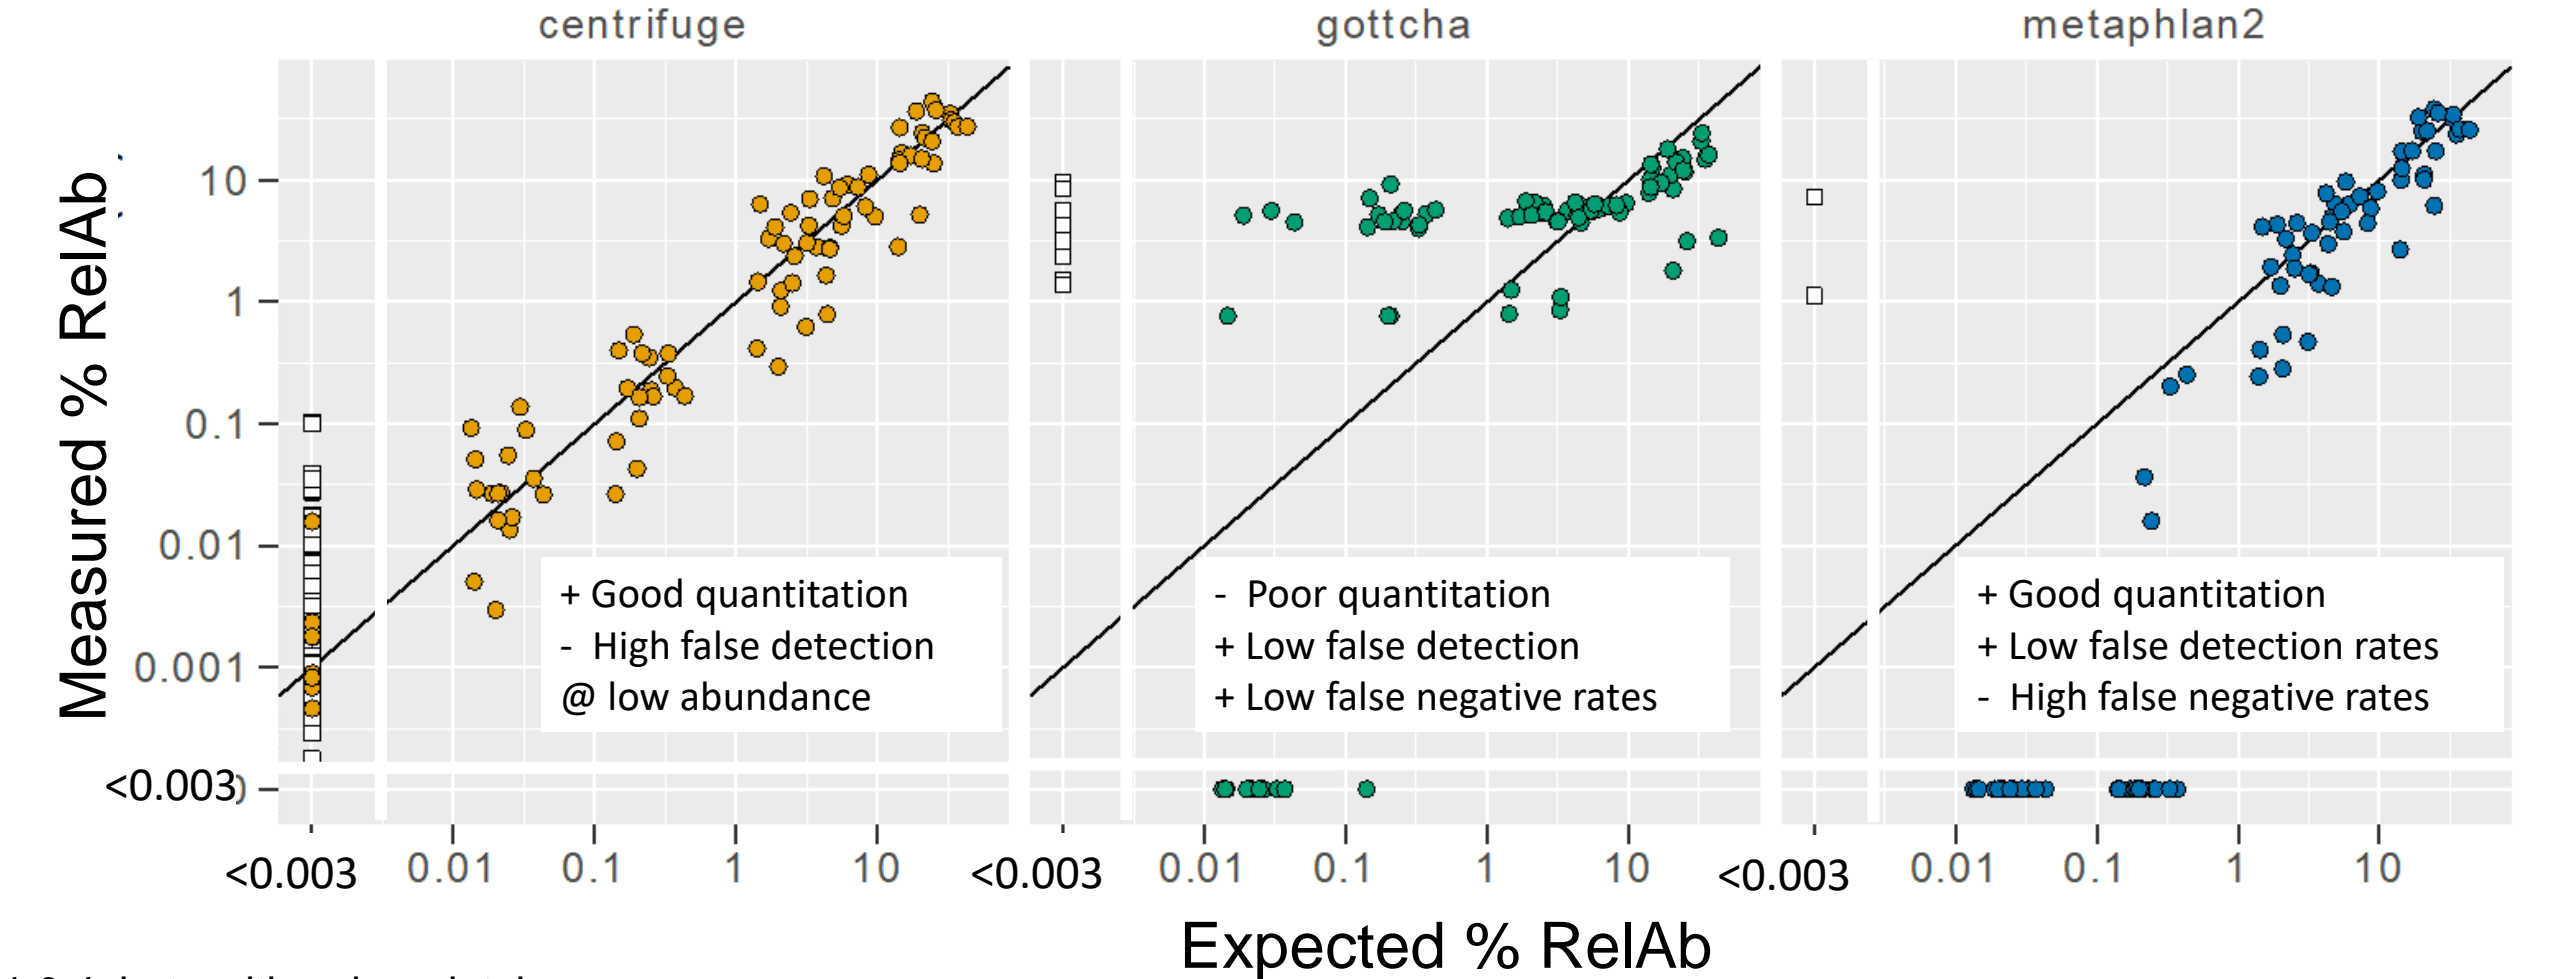 centrifuge
gottcha
metaphlan2
Measured % RelAb
10
1
0.1
0.01
0.001
<0.003
+ Good quantitation
- High false detection
@ low abundance
- Poor quantitation
+ Low false detection
+ Low false negative rates
+ Good quantitation
+ Low false detection rates
- High false negative rates
<0.003 0.01 0.1 1 10 <0.003 0.01 0.1 1 10 <0.003 0.01 0.1 1 10
Expected % RelAb